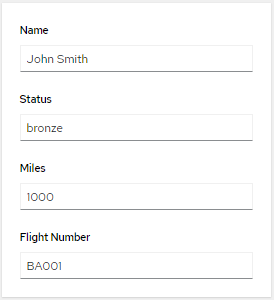 Name
John Smith
Status
bronze
Miles
1000
Flight Number
BA001